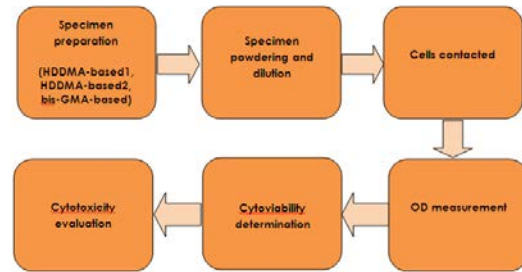 Specimen
preparation
(HDDMA-based1,
HDDMA-based2,
bis-GMA-based)
Specimen
powdering and
dilution
Cells contacted
Cytotoxicity
evaluation
Cytoviability
determination
OD measurement